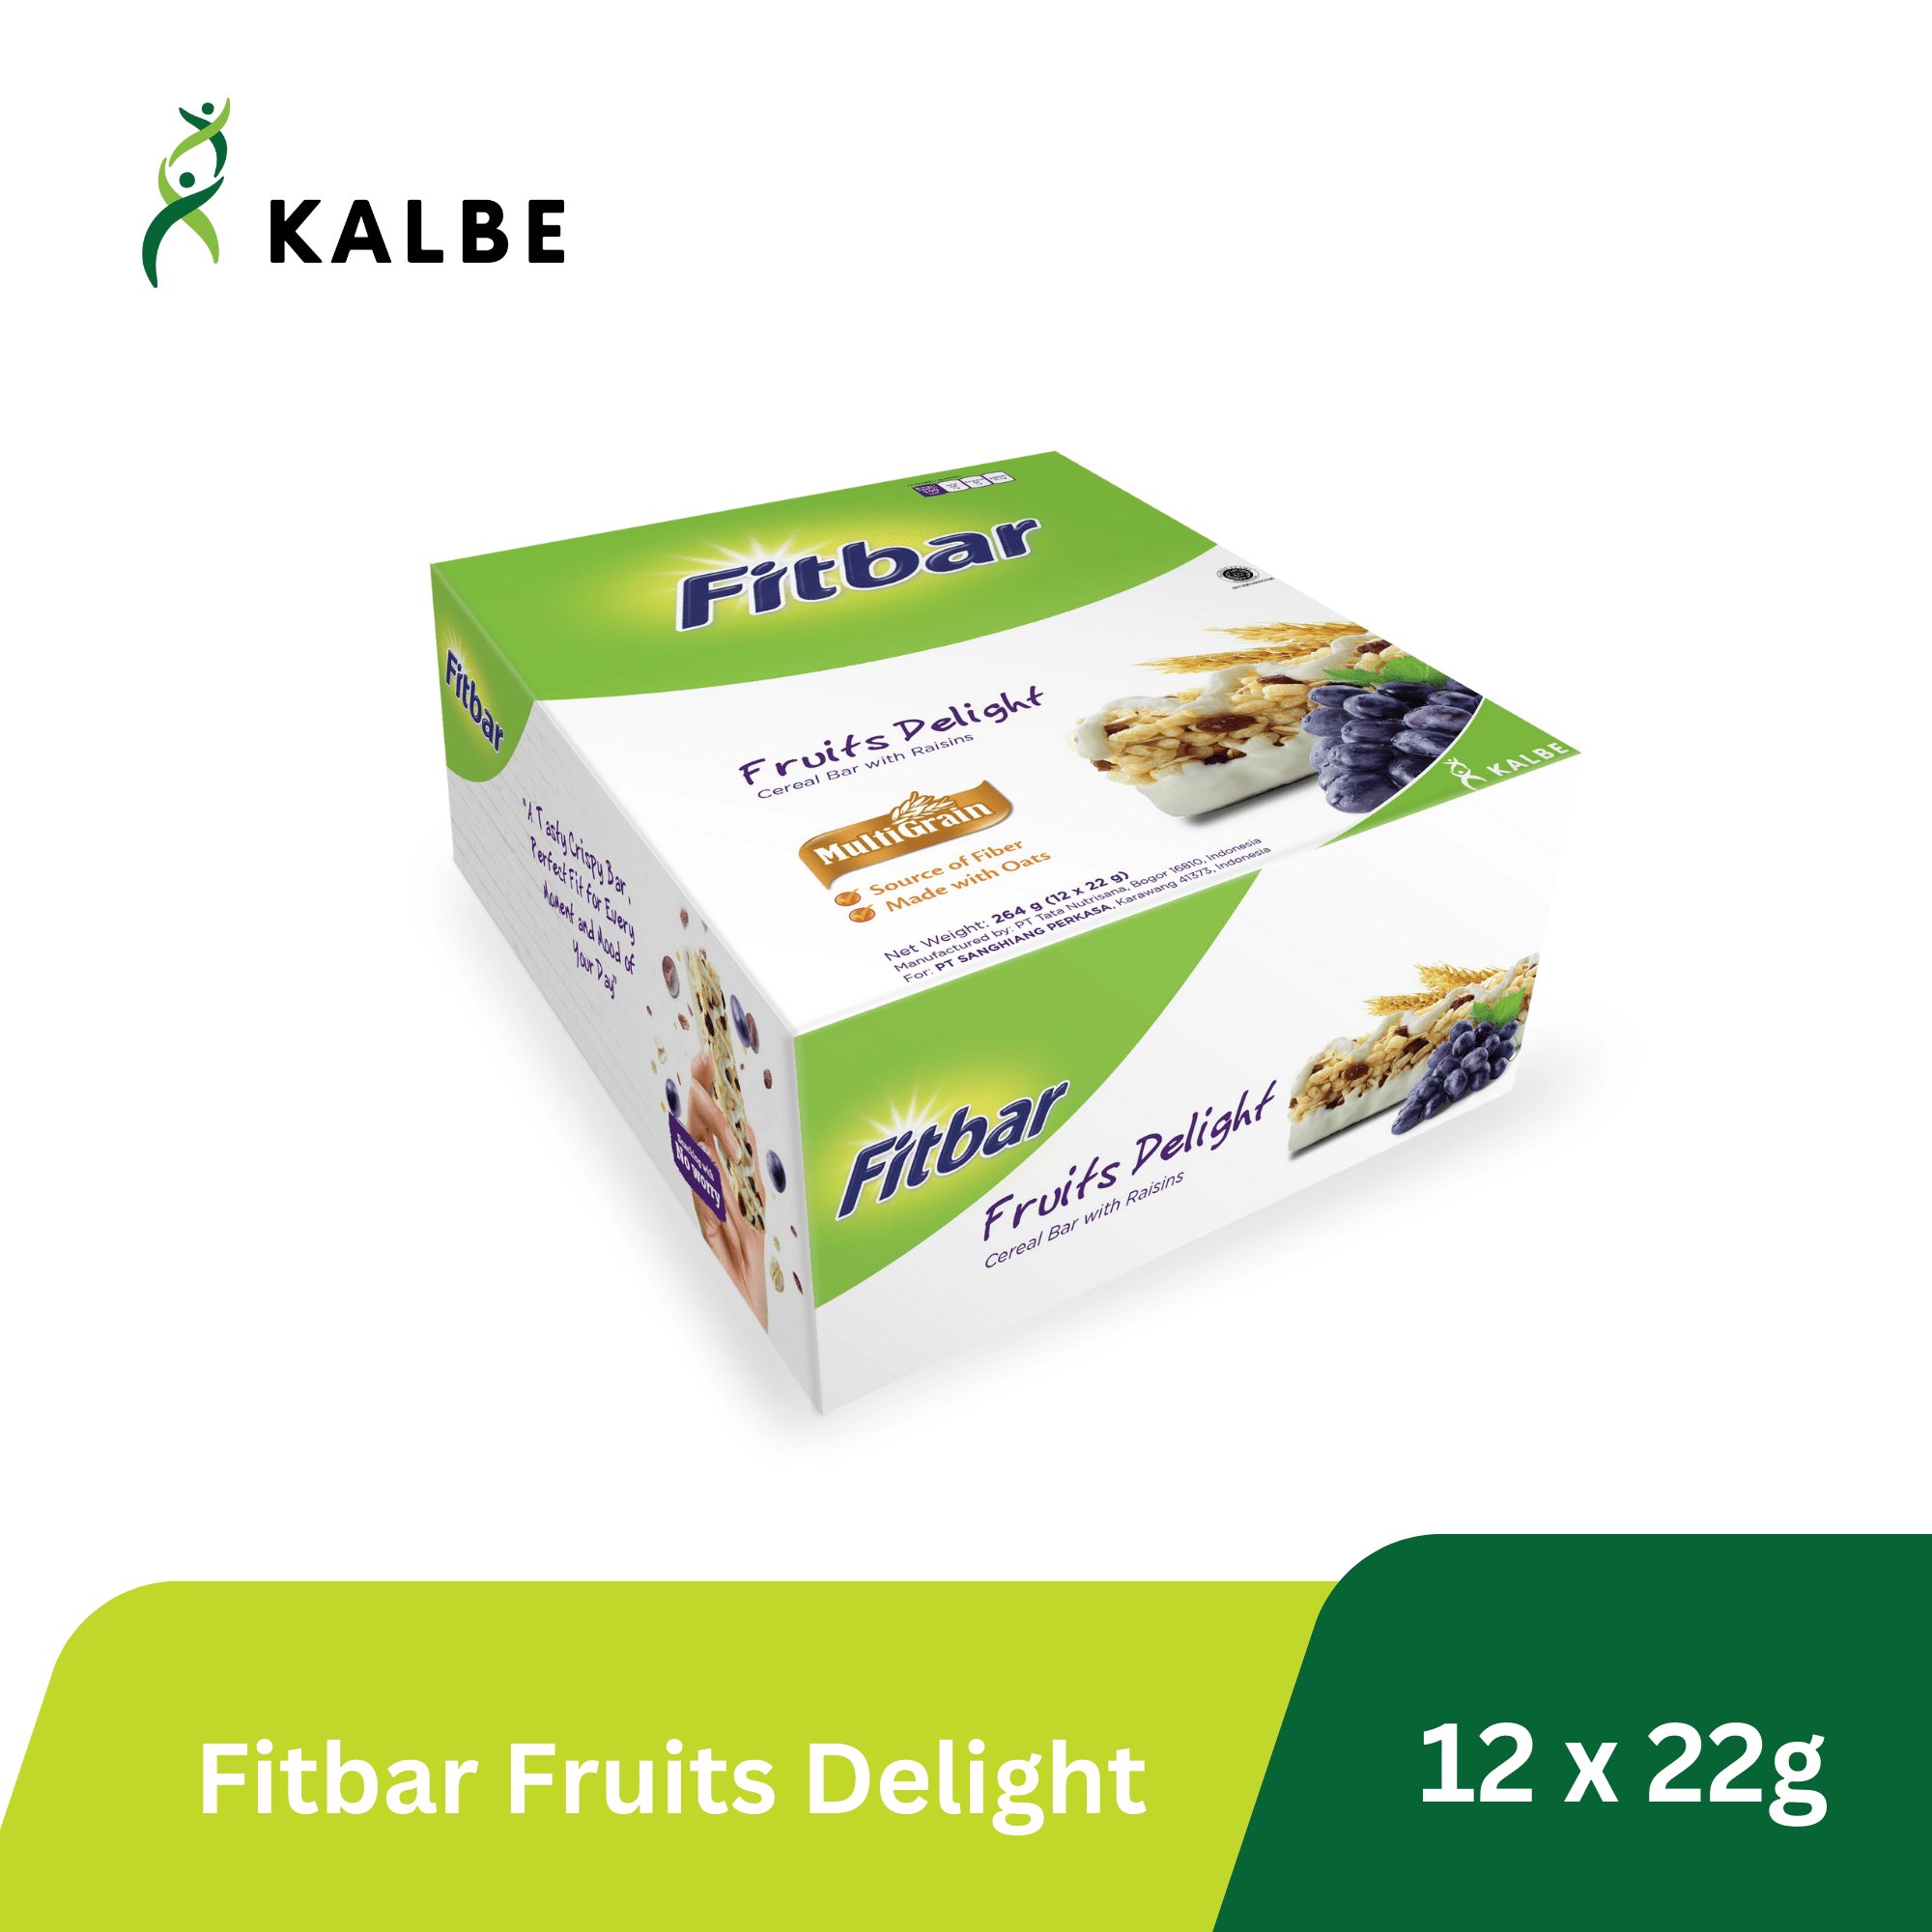 KALBE
Fitbar
Fruits Delight
Cereal Bar with Raisins
MultiGrain
Source of Fiber
Made with Oats
Net Weight: 264 g (12 x 22 g)
Manufactured by: PT Tata Nutrisana, Bogor 16810, Indonesia
For: PT SANGHIANG PERKASA, Karawang 41373, Indonesia
KALBE
Fitbar
"A Tasty Crispy Bar,
Perfect Fit for Every
Moment and Mood of
Your Day"
Snacking with
No worry
Fitbar
Fruits Delight
Cereal Bar with Raisins
Fitbar Fruits Delight
12 x 22g